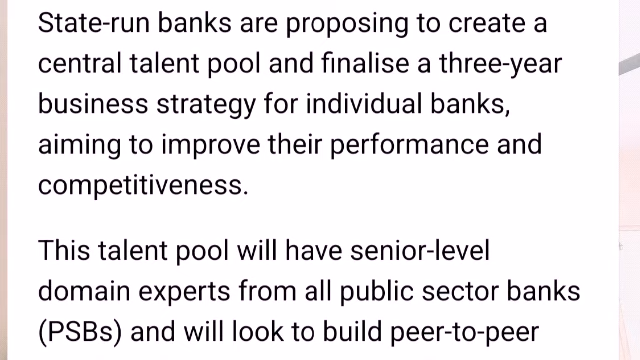 State-run banks are proposing to create a
central talent pool and finalise a three-year
business strategy for individual banks,
aiming to improve their performance and
competitiveness.
This talent pool will have senior-level
domain experts from all public sector banks
(PSBs) and will look to build peer-to-peer